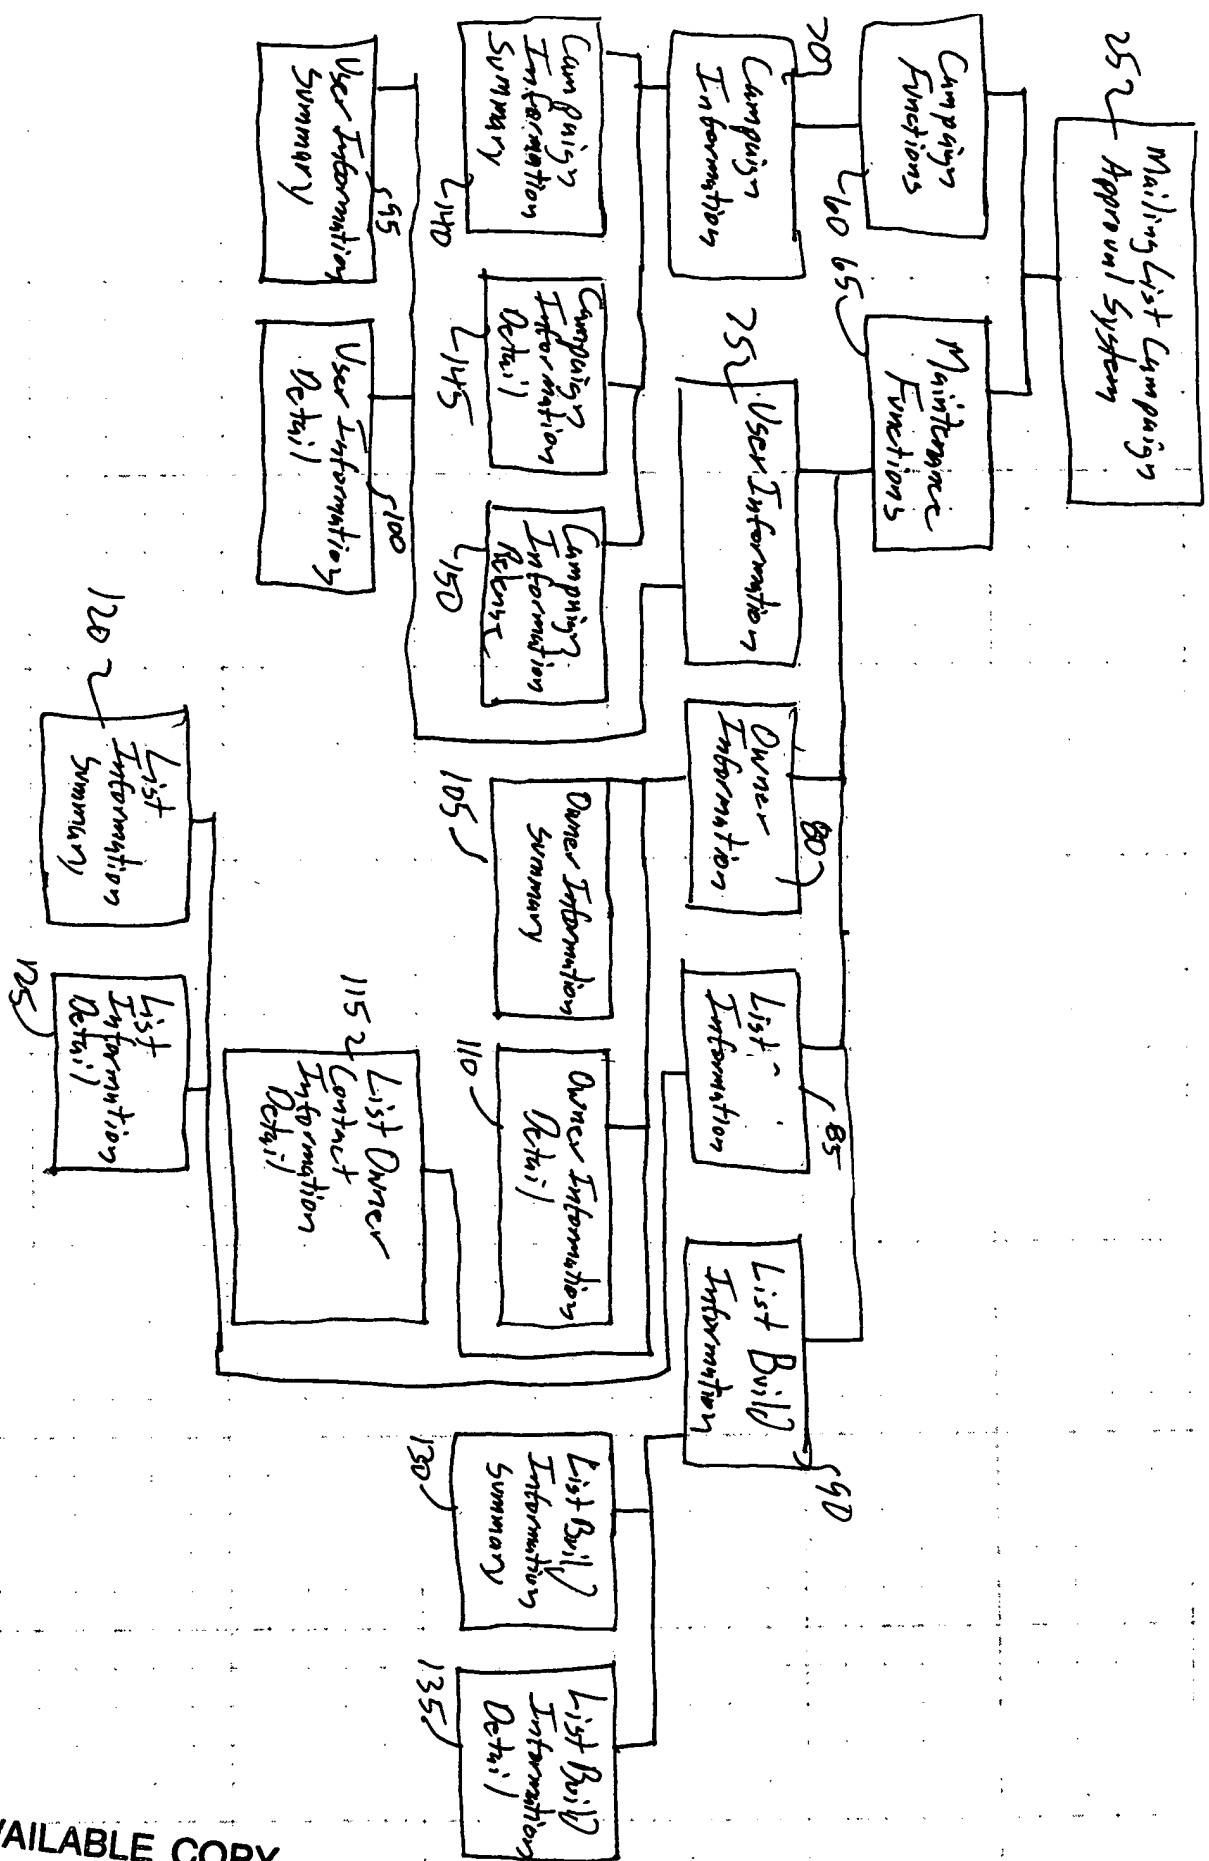 25
Mailing List Campaign
Approval System
Campaign
Functions
60
65
Maintenance
Functions
70
Campaign
Information
75
User Information
Owner
Information
80
List
Information
85
List Build
Information
90
Campaign
Information
Summary
140
Campaign
Information
Detail
145
Campaign
Information
150
105
Owner Information
Summary
110
Owner Information
Detail
130
List Build
Information
Summary
135
List Build
Information
Detail
User Information
Summary
95
User Information
Detail
100
115
List Owner
Contact
Information
Detail
120
List
Information
Summary
125
List
Information
Detail
AVAILABLE COPY